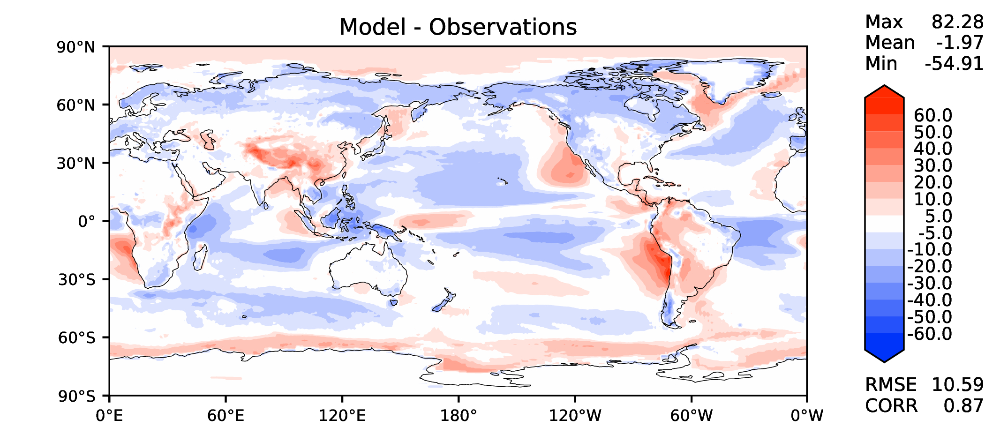 Model - Observations
Max 82.28
Mean -1.97
Min -54.91
90°N
60°N
30°N
0°
30°S
60°S
90°S
0°E 60°E 120°E 180° 120°W 60°W 0°W
60.0
50.0
40.0
30.0
20.0
10.0
5.0
-5.0
-10.0
-20.0
-30.0
-40.0
-50.0
-60.0
RMSE 10.59
CORR 0.87